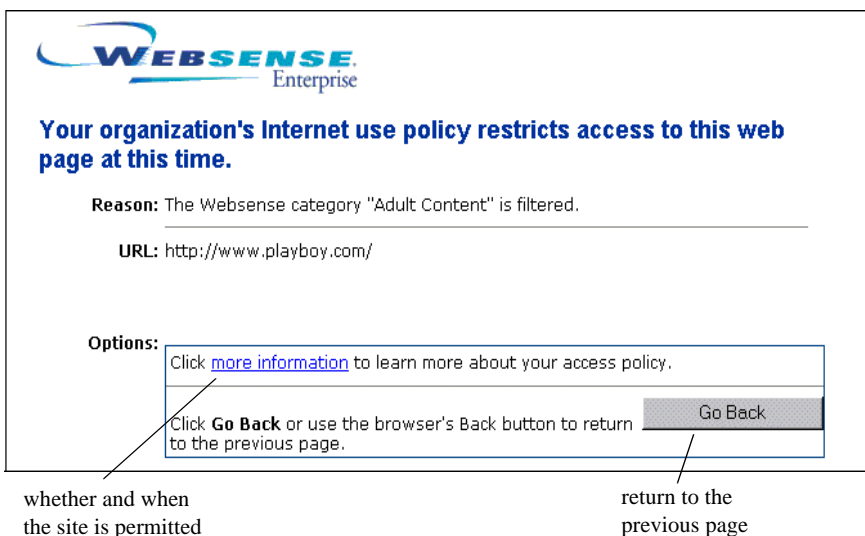 WEBSENSE.
Enterprise
Your organization's Internet use policy restricts access to this web
page at this time.
Reason: The Websense category "Adult Content" is filtered.
URL: http://www.playboy.com/
Options:
Click more information to learn more about your access policy.
Click Go Back or use the browser's Back button to return
to the previous page.
Go Back
whether and when
the site is permitted
return to the
previous page